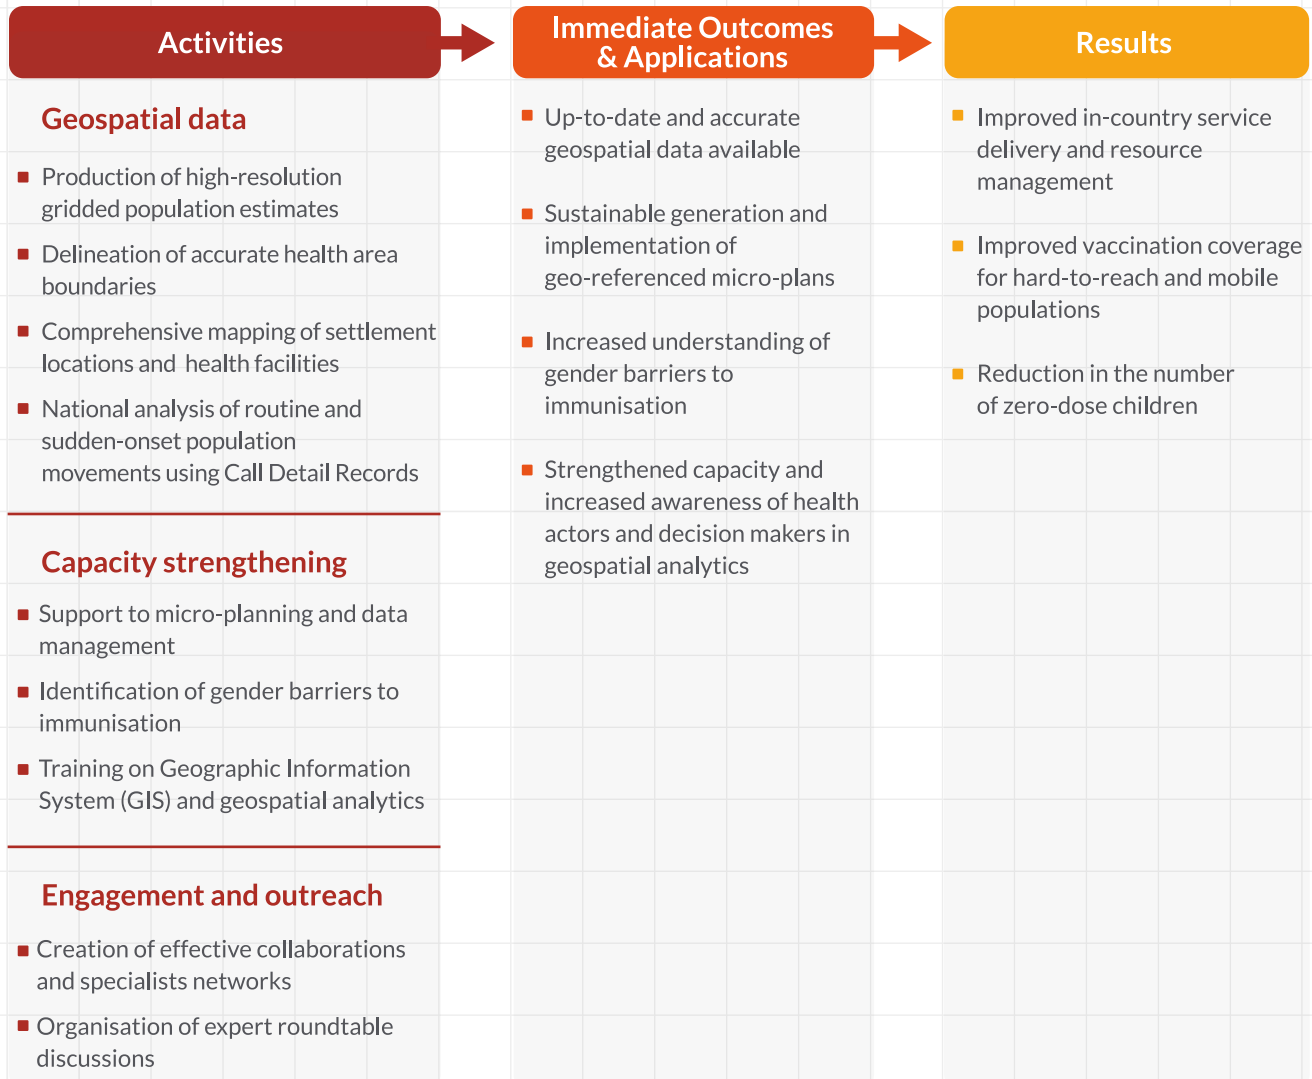 Activities
Geospatial data
Production of high-resolution
gridded population estimates
Delineation of accurate health area
boundaries
Comprehensive mapping of settlement
locations and health facilities
National analysis of routine and
sudden-onset population
movements using Call Detail Records
Capacity strengthening
Support to micro-planning and data
management
Identification of gender barriers to
immunisation
Training on Geographic Information
System (GIS) and geospatial analytics
Engagement and outreach
Creation of effective collaborations
and specialists networks
Organisation of expert roundtable
discussions
Immediate Outcomes
& Applications
Up-to-date and accurate
geospatial data available
Sustainable generation and
implementation of
geo-referenced micro-plans
Increased understanding of
gender barriers to
immunisation
Strengthened capacity and
increased awareness of health
actors and decision makers in
geospatial analytics
Results
Improved in-country service
delivery and resource
management
Improved vaccination coverage
for hard-to-reach and mobile
populations
Reduction in the number
of zero-dose children